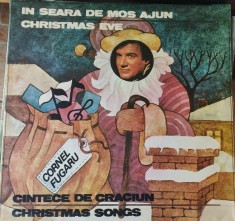 IN SEARA DE MOS AJUN
CHRISTMAS EVE
CORNEL
FUGARU
CINTECE DE CRACIUN
CHRISTMAS SONGS